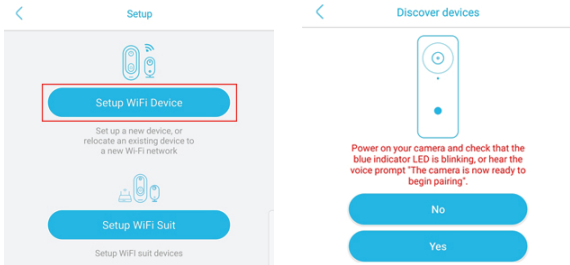 Setup
Setup WiFi Device
Set up a new device, or
relocate an existing device to
a new Wi-Fi network
Setup WiFi Suit
Setup WIFI suit devices
Discover devices
Power on your camera and check that the
blue indicator LED is blinking, or hear the
voice prompt "The camera is now ready to
begin pairing".
No
Yes